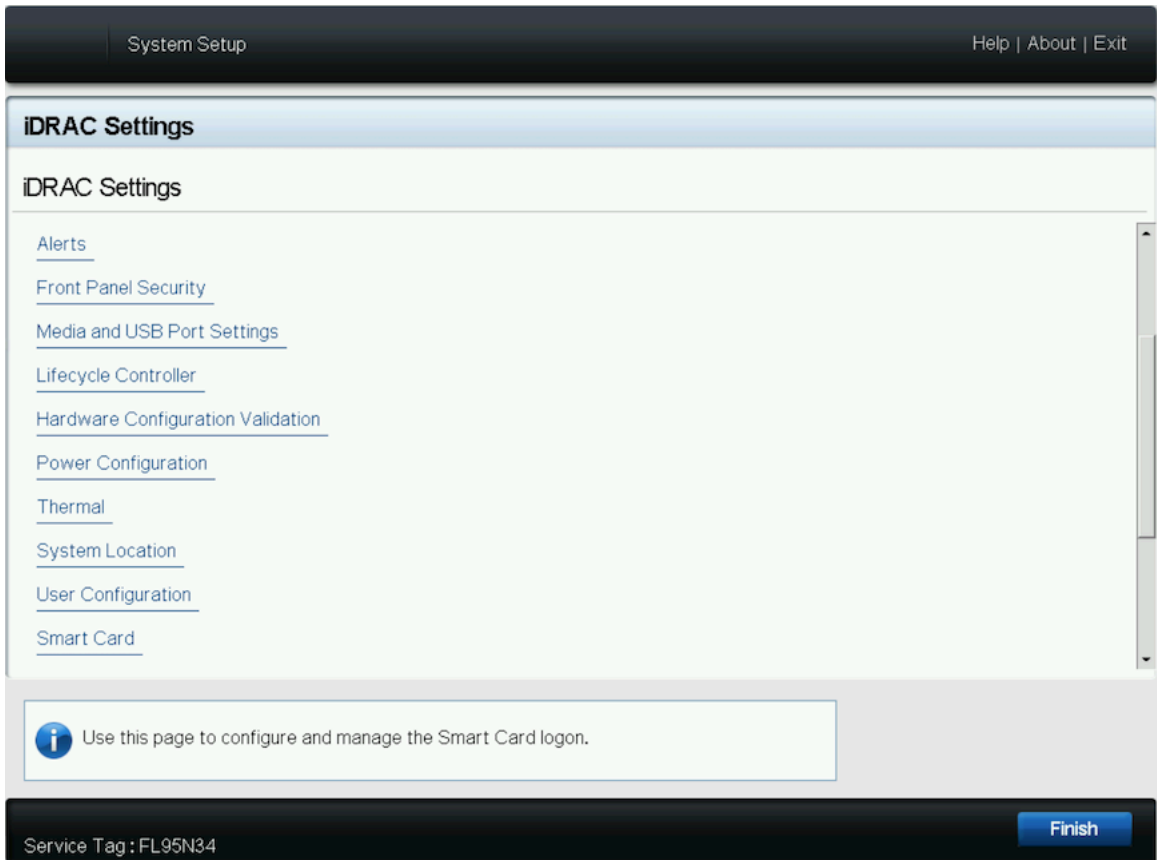 System Setup
Help | About | Exit
iDRAC Settings
iDRAC Settings
Alerts
Front Panel Security
Media and USB Port Settings
Lifecycle Controller
Hardware Configuration Validation
Power Configuration
Thermal
System Location
User Configuration
Smart Card
Use this page to configure and manage the Smart Card logon.
Service Tag : FL95N34
Finish